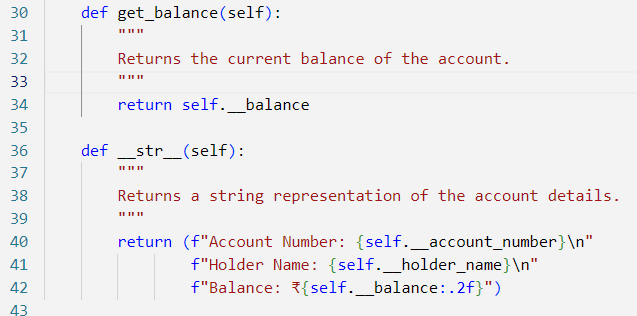 30 def get_balance(self):
31 """
32 Returns the current balance of the account.
33 """
34 return self.__balance
35
36 def __str__(self):
37 """
38 Returns a string representation of the account details.
39 """
40 return (f"Account Number: {self.__account_number}\n"
41 f"Holder Name: {self.__holder_name}\n"
42 f"Balance: ₹{self.__balance:.2f}")
43